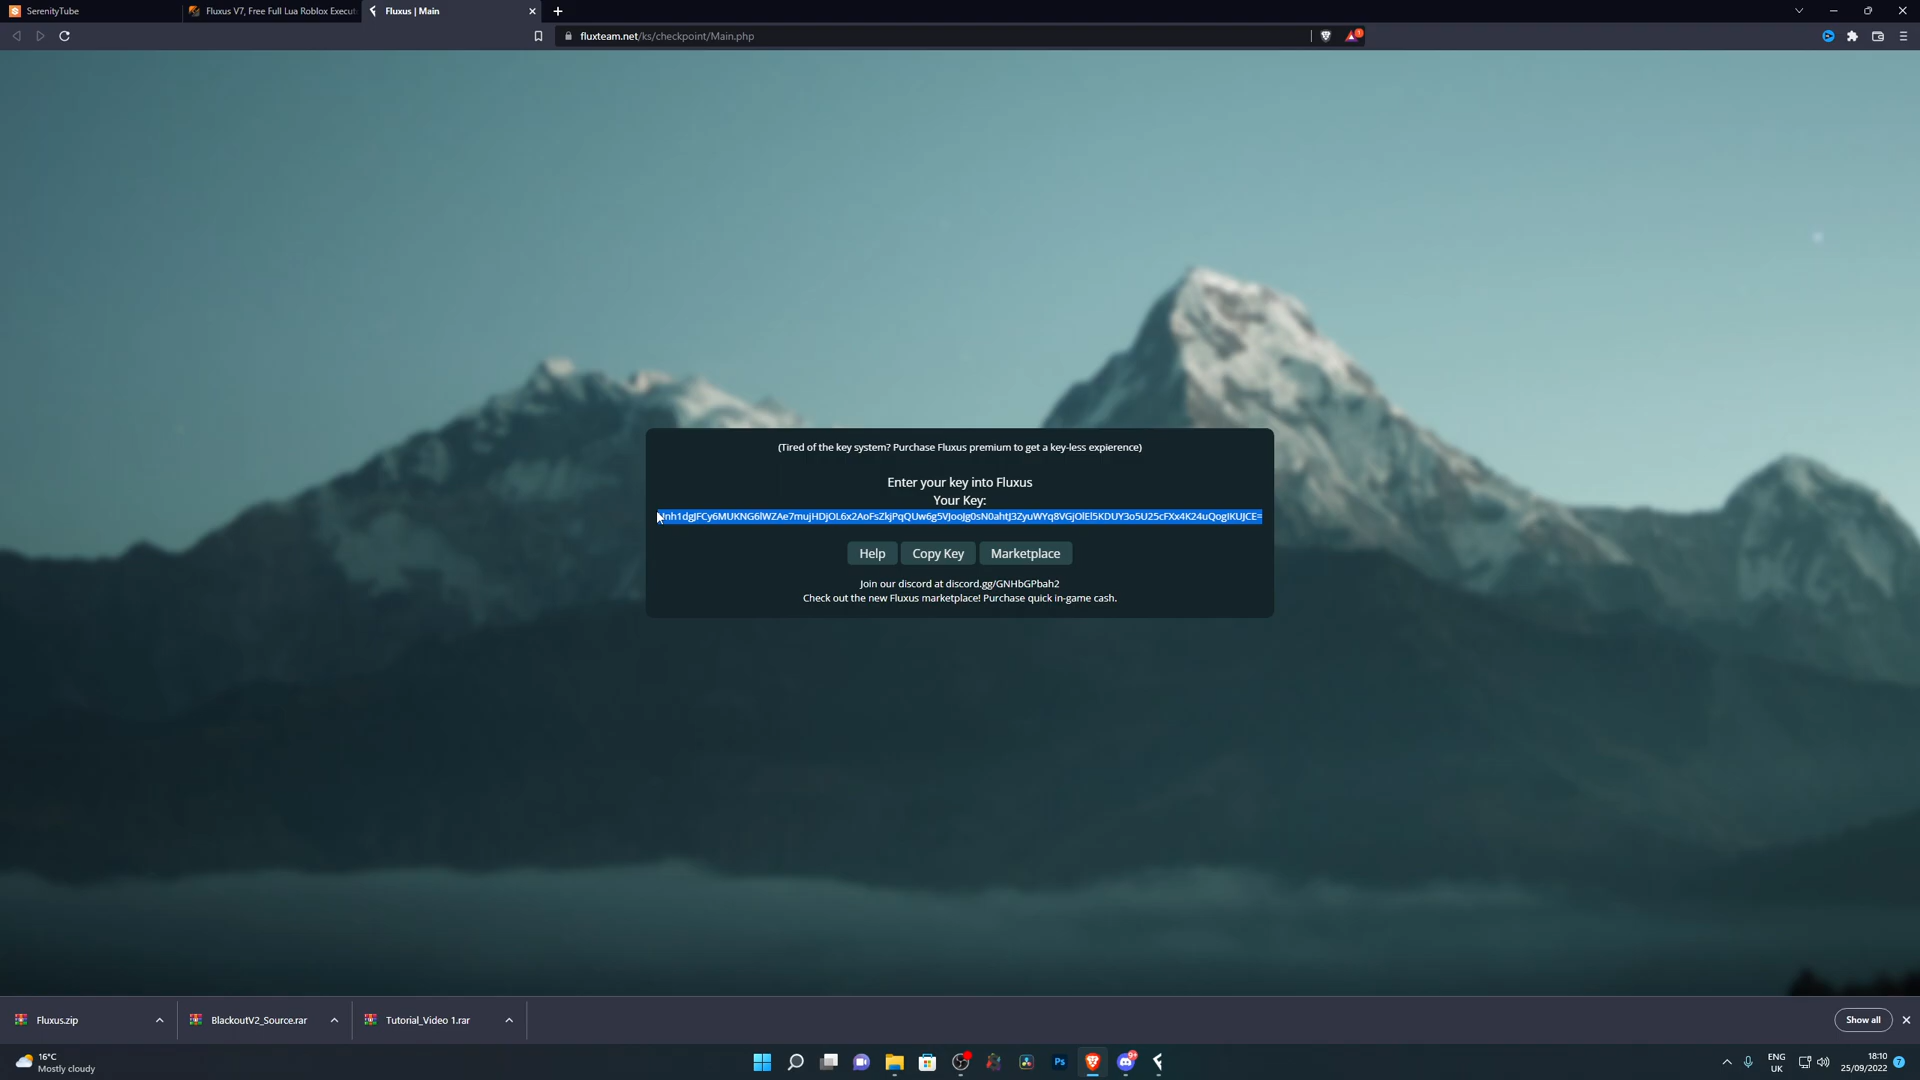 SerenityTube
Fluxus V7, Free Full Lua Roblox Execut
Fluxus | Main
fluxteam.net/ks/checkpoint/Main.php
(Tired of the key system? Purchase Fluxus premium to get a key-less expierence)
Enter your key into Fluxus
Your Key:
Help
Copy Key
Marketplace
Join our discord at discord.gg/GNHbGPbah2
Check out the new Fluxus marketplace! Purchase quick in-game cash.
Fluxus.zip
BlackoutV2_Source.rar
Tutorial_Video 1.rar
Show all
16°C
Mostly cloudy
Ps
9+
ENG
UK
18:10
25/09/2022
7